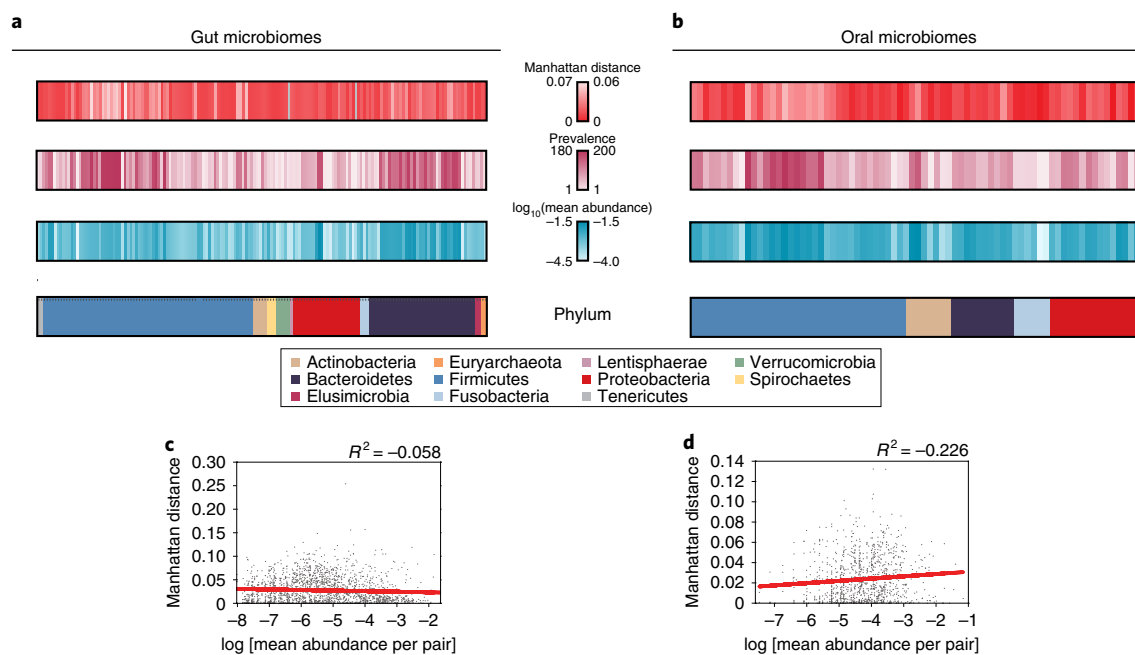 a
Gut microbiomes
b
Oral microbiomes
Manhattan distance
0.07 0.06
0 0
Prevalence
180 200
1 1
log10(mean abundance)
−1.5 −1.5
−4.5 −4.0
Phylum
Actinobacteria Euryarchaeota Lentisphaerae Verrucomicrobia
Bacteroidetes Firmicutes Proteobacteria Spirochaetes
Elusimicrobia Fusobacteria Tenericutes
c
R² = −0.058
0.30
0.25
0.20
0.15
0.10
0.05
0
Manhattan distance
−8 −7 −6 −5 −4 −3 −2
log [mean abundance per pair]
d
R² = −0.226
0.14
0.12
0.10
0.08
0.06
0.04
0.02
0
Manhattan distance
−7 −6 −5 −4 −3 −2 −1
log [mean abundance per pair]